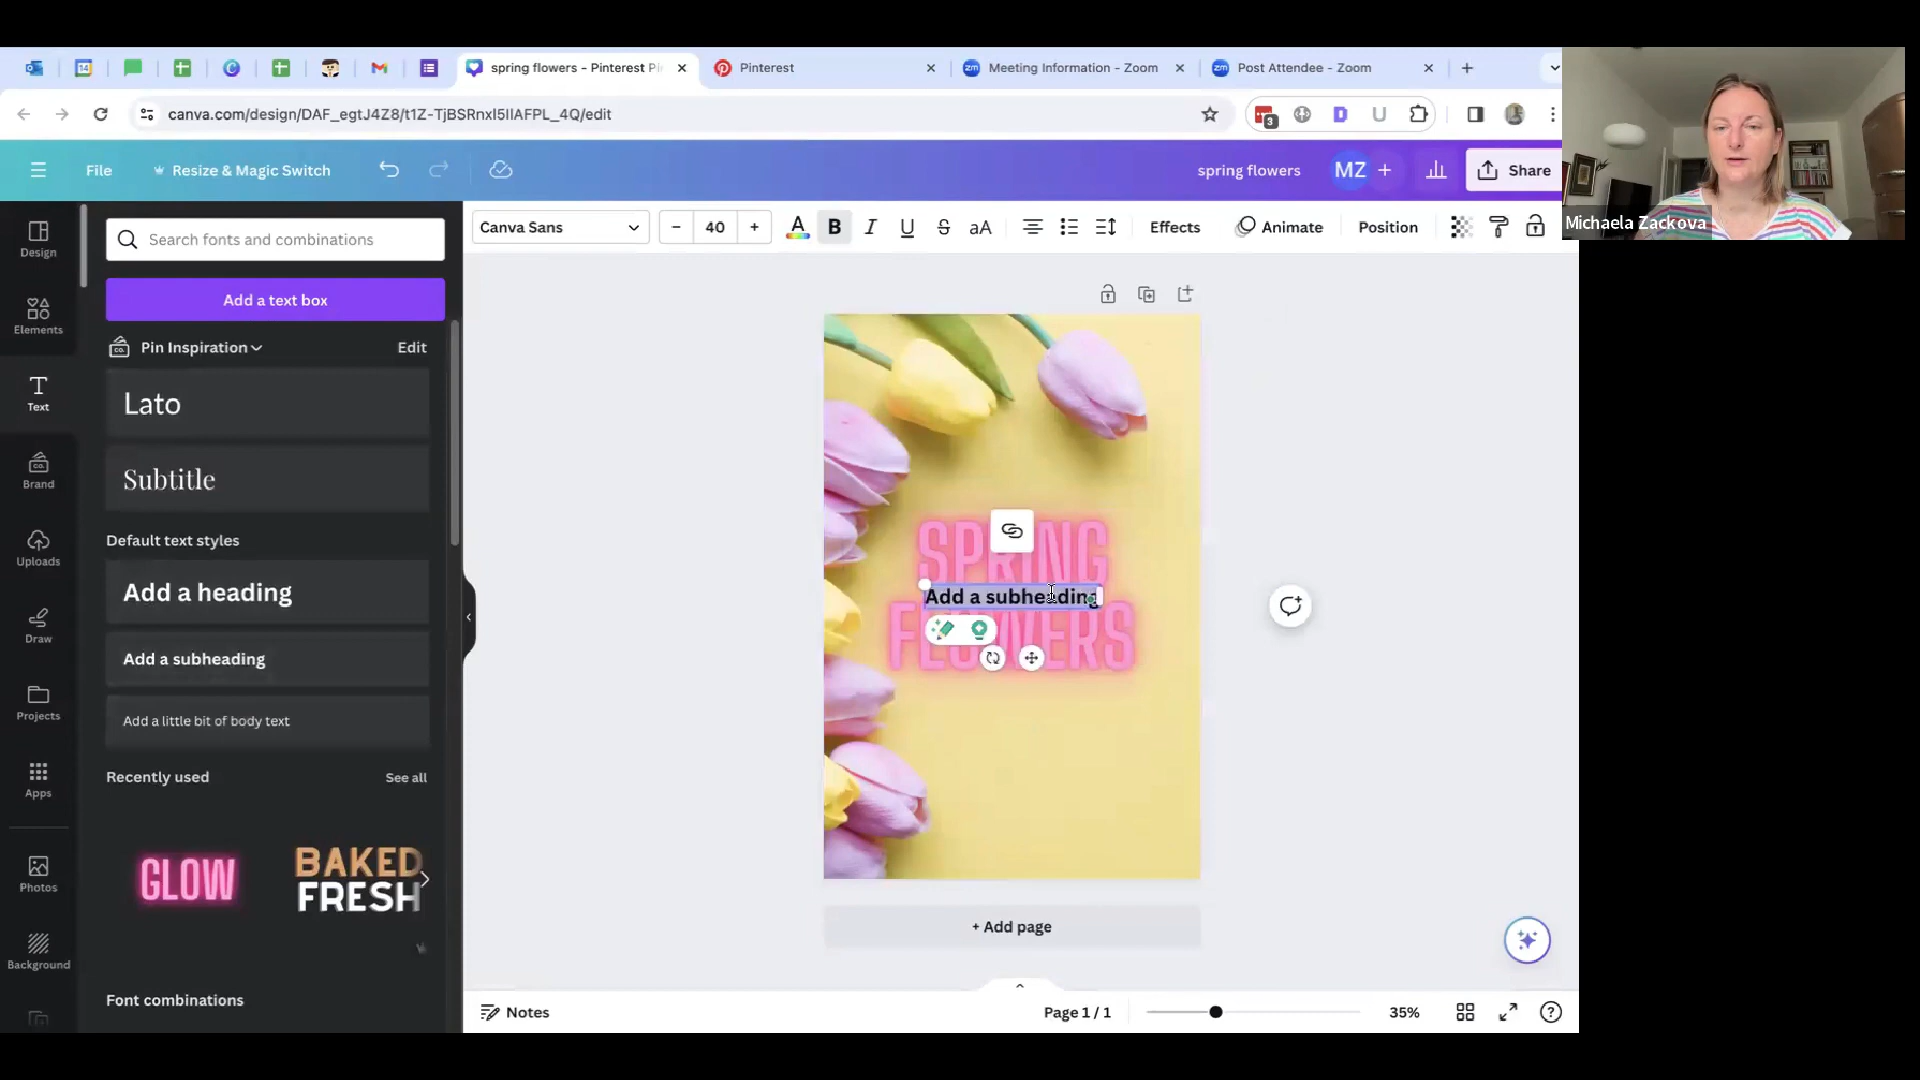 spring flowers – Pinterest Pi
Pinterest
Meeting Information - Zoom
Post Attendee - Zoom
canva.com/design/DAF_egtJ4Z8/t1Z-TjBSRnxI5IIAFPL_4Q/edit
3
File
Resize & Magic Switch
spring flowers
MZ
Share
Michaela Zackova
Canva Sans
40
B
I
U
S
aA
Effects
Animate
Position
Design
Elements
Text
Brand
Uploads
Draw
Projects
Apps
Photos
Background
Search fonts and combinations
Add a text box
Pin Inspiration
Edit
Lato
Subtitle
Default text styles
Add a heading
Add a subheading
Add a little bit of body text
Recently used
See all
GLOW
BAKED
FRESH
Font combinations
SPRING
Add a subheading
FLOWERS
+ Add page
Notes
Page 1 / 1
35%